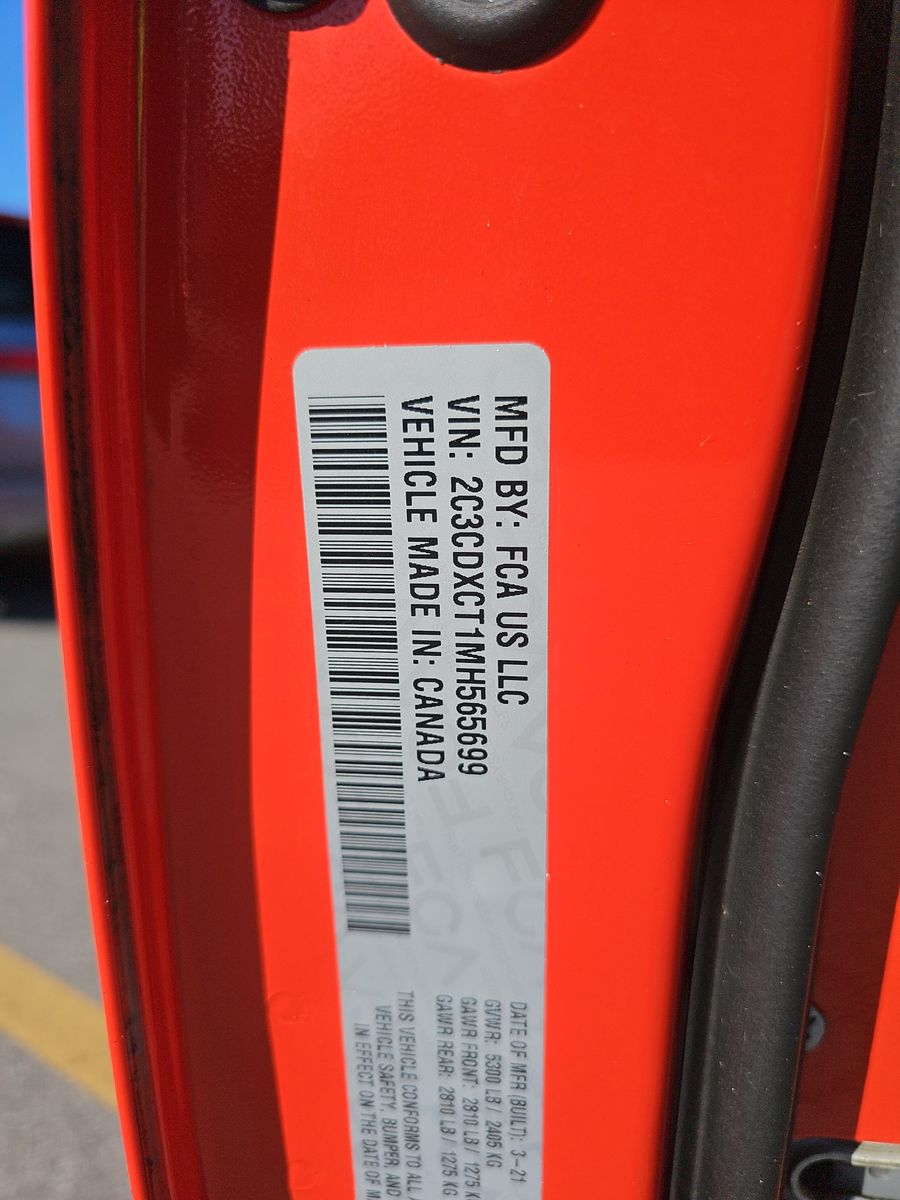 MFD BY: FCA US LLC
VIN: 2C3CDXCT1MH565699
VEHICLE MADE IN: CANADA
DATE OF MFR (BUILT): 3-21
GVWR: 5300 LB / 2405 KG
GAWR FRONT: 2810 LB / 1275 K
GAWR REAR: 2810 LB / 1275 KG
THIS VEHICLE CONFORMS TO ALL
VEHICLE SAFETY, BUMPER, AND
IN EFFECT ON THE DATE OF M
FCA